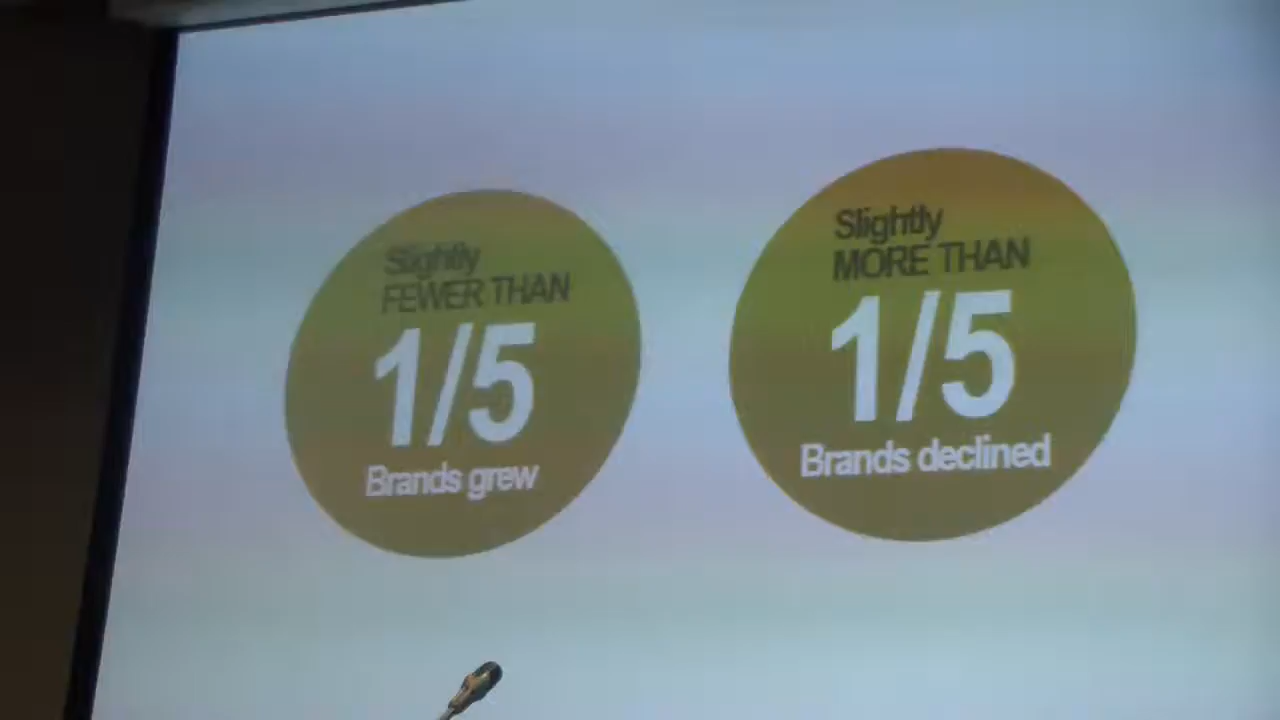 Slightly
FEWER THAN
1/5
Brands grew
Slightly
MORE THAN
1/5
Brands declined